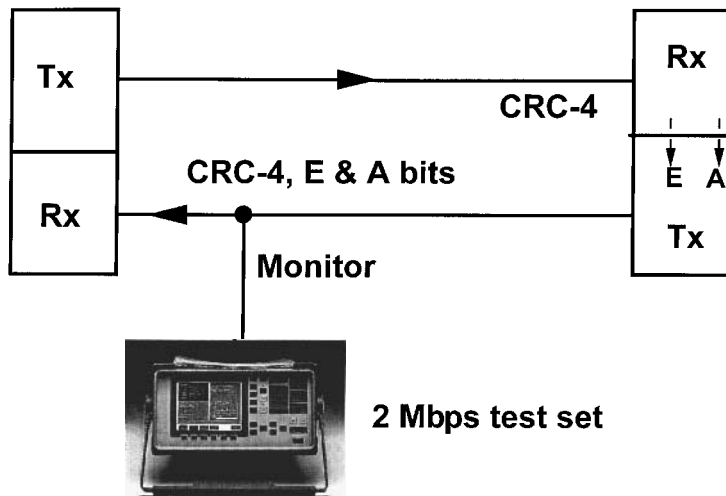 Tx
Rx
CRC-4
E A
CRC-4, E & A bits
Rx
Tx
Monitor
2 Mbps test set